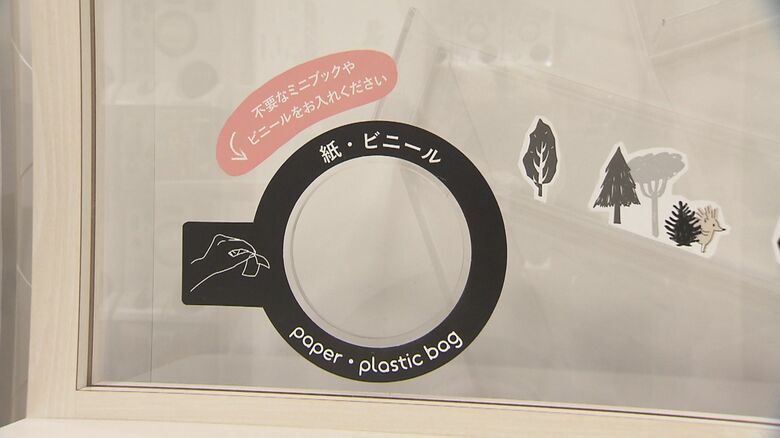 不要なミニブックや
ビニールをお入れください
紙・ビニール
paper・plastic bag